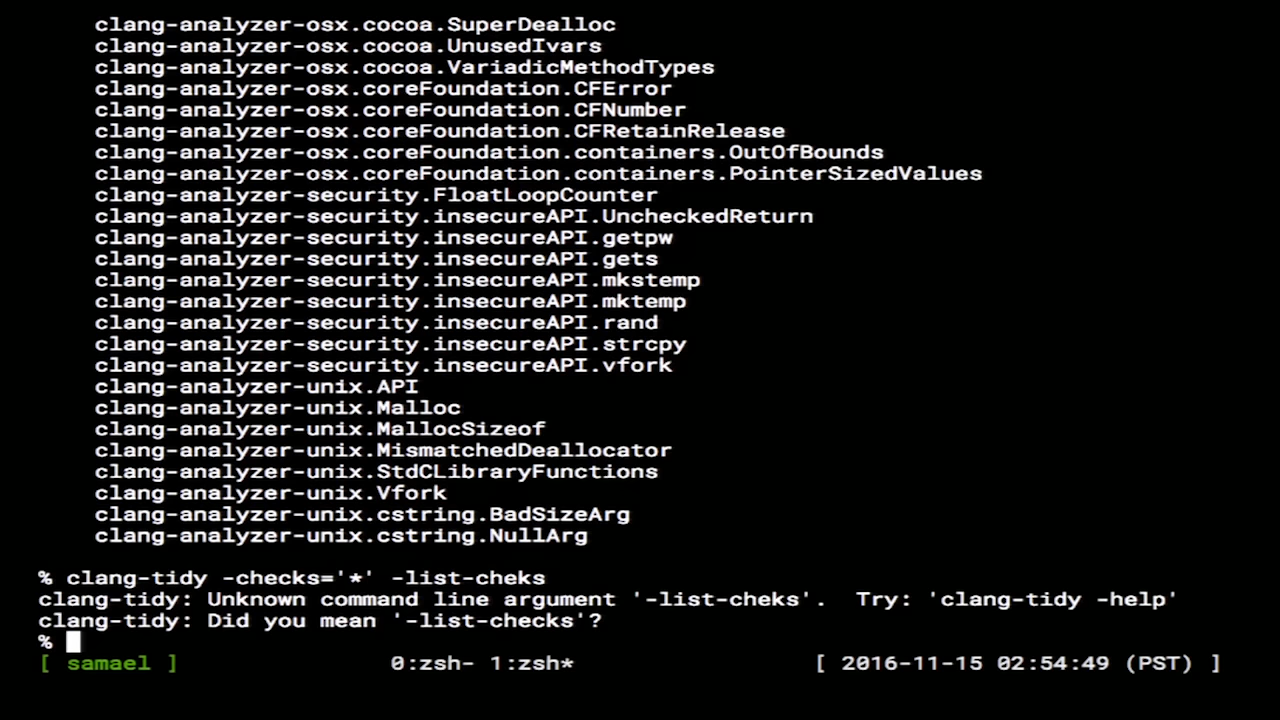 clang-analyzer-osx.cocoa.SuperDealloc
clang-analyzer-osx.cocoa.UnusedIvars
clang-analyzer-osx.cocoa.VariadicMethodTypes
clang-analyzer-osx.coreFoundation.CFError
clang-analyzer-osx.coreFoundation.CFNumber
clang-analyzer-osx.coreFoundation.CFRetainRelease
clang-analyzer-osx.coreFoundation.containers.OutOfBounds
clang-analyzer-osx.coreFoundation.containers.PointerSizedValues
clang-analyzer-security.FloatLoopCounter
clang-analyzer-security.insecureAPI.UncheckedReturn
clang-analyzer-security.insecureAPI.getpw
clang-analyzer-security.insecureAPI.gets
clang-analyzer-security.insecureAPI.mkstemp
clang-analyzer-security.insecureAPI.mktemp
clang-analyzer-security.insecureAPI.rand
clang-analyzer-security.insecureAPI.strcpy
clang-analyzer-security.insecureAPI.vfork
clang-analyzer-unix.API
clang-analyzer-unix.Malloc
clang-analyzer-unix.MallocSizeof
clang-analyzer-unix.MismatchedDeallocator
clang-analyzer-unix.StdCLibraryFunctions
clang-analyzer-unix.Vfork
clang-analyzer-unix.cstring.BadSizeArg
clang-analyzer-unix.cstring.NullArg
% clang-tidy -checks='*' -list-cheks
clang-tidy: Unknown command line argument '-list-cheks'.  Try: 'clang-tidy -help'
clang-tidy: Did you mean '-list-checks'?
%
[ samael ] 0:zsh- 1:zsh* [ 2016-11-15 02:54:49 (PST) ]